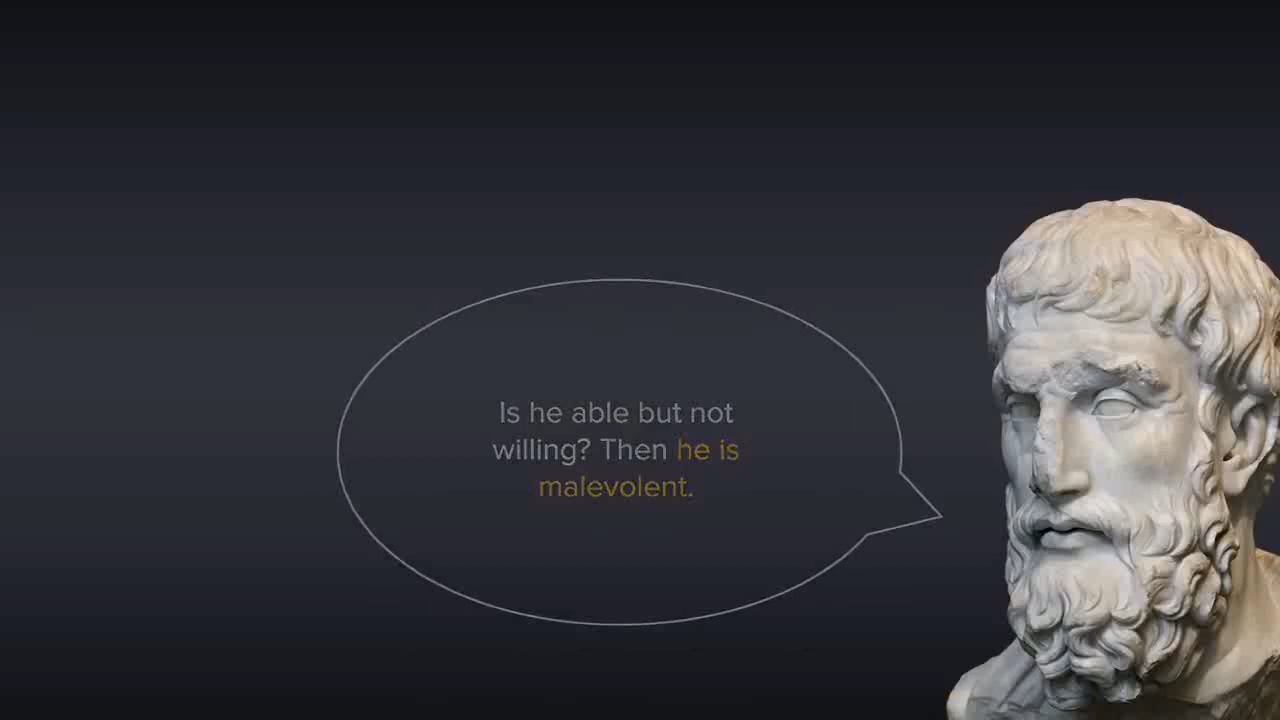 Is he able but not
willing? Then he is
malevolent.